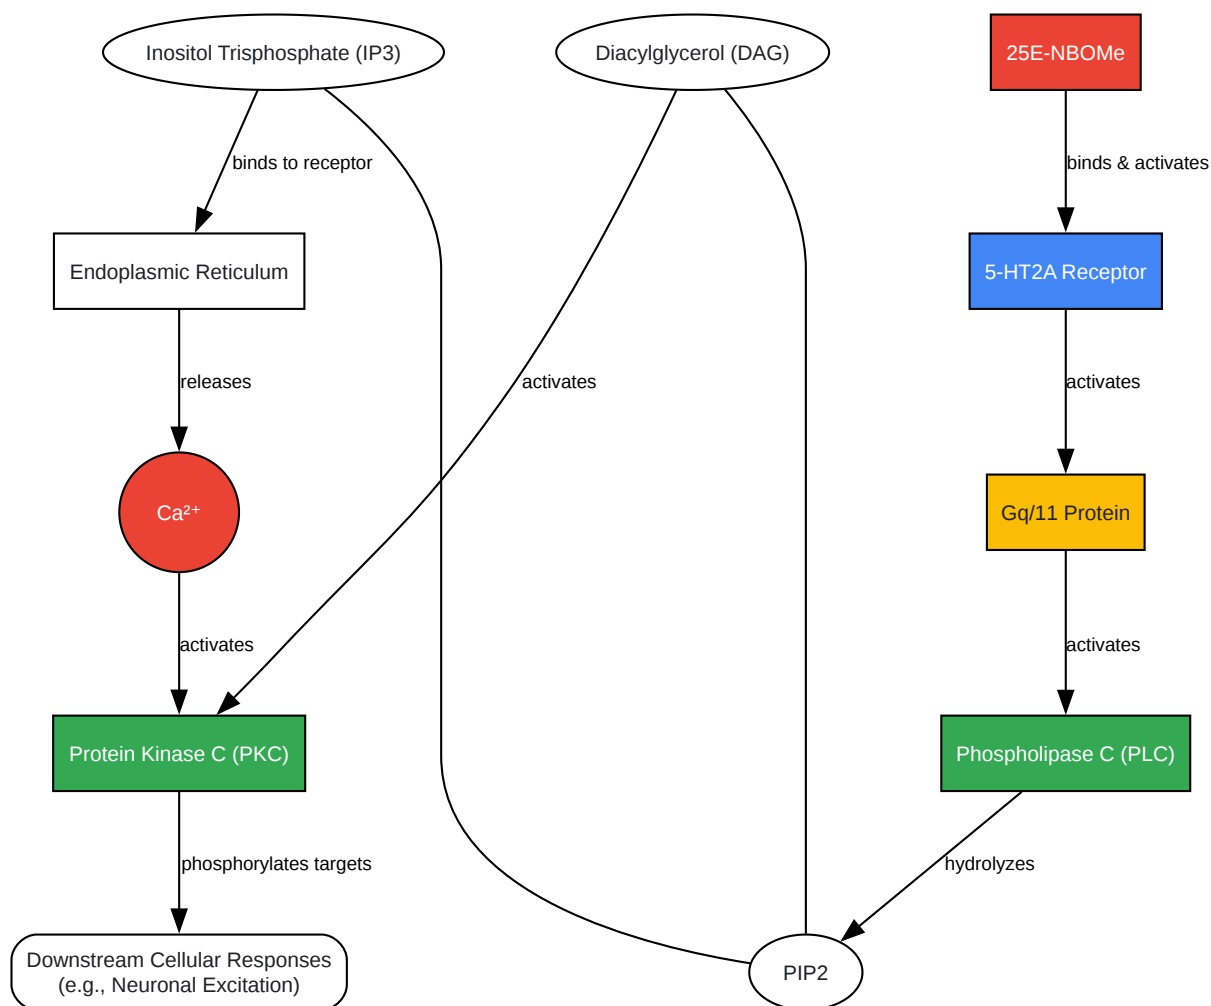 Inositol Trisphosphate (IP3)
Diacylglycerol (DAG)
25E-NBOMe
binds to receptor
binds & activates
Endoplasmic Reticulum
5-HT2A Receptor
releases
activates
activates
Ca²⁺
Gq/11 Protein
activates
activates
Protein Kinase C (PKC)
Phospholipase C (PLC)
phosphorylates targets
hydrolyzes
Downstream Cellular Responses
(e.g., Neuronal Excitation)
PIP2